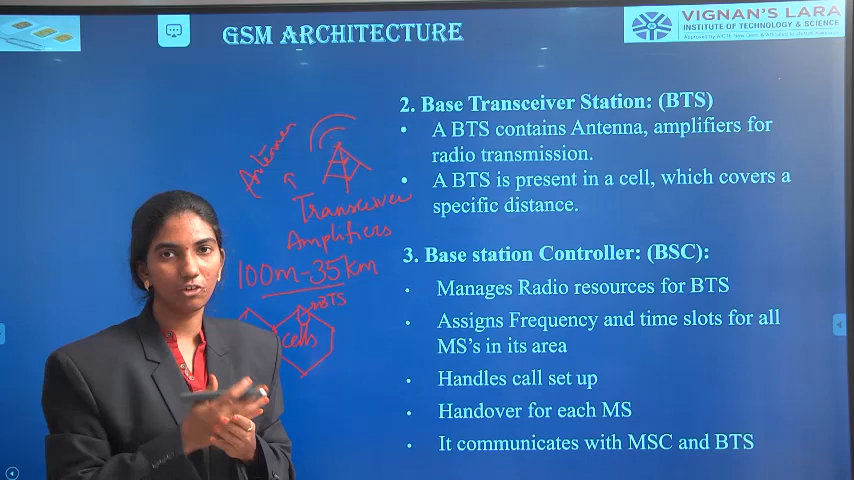 GSM ARCHITECTURE
VIGNAN'S LARA
INSTITUTE OF TECHNOLOGY & SCIENCE
2. Base Transceiver Station: (BTS)
• A BTS contains Antenna, amplifiers for
radio transmission.
• A BTS is present in a cell, which covers a
specific distance.
3. Base station Controller: (BSC):
• Manages Radio resources for BTS
• Assigns Frequency and time slots for all
MS's in its area
• Handles call set up
• Handover for each MS
• It communicates with MSC and BTS
Antenna
Transceiver
Amplifiers
100m-35km
BTS
cells